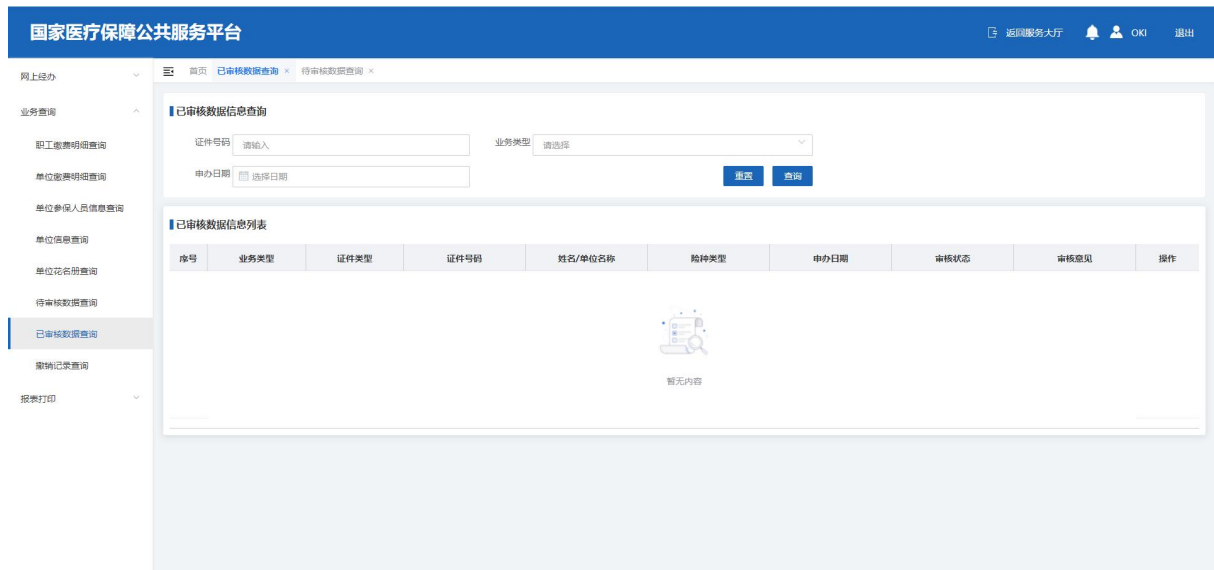 国家医疗保障公共服务平台
返回服务大厅 OKI 退出
网上经办
业务查询
职工缴费明细查询
单位缴费明细查询
单位参保人员信息查询
单位信息查询
单位花名册查询
待审核数据查询
已审核数据查询
撤销记录查询
报表打印
首页 已审核数据查询 × 待审核数据查询 ×
已审核数据信息查询
证件号码 请输入 业务类型 请选择
申办日期 选择日期 重置 查询
已审核数据信息列表
序号 业务类型 证件类型 证件号码 姓名/单位名称 险种类型 申办日期 审核状态 审核意见 操作
暂无内容